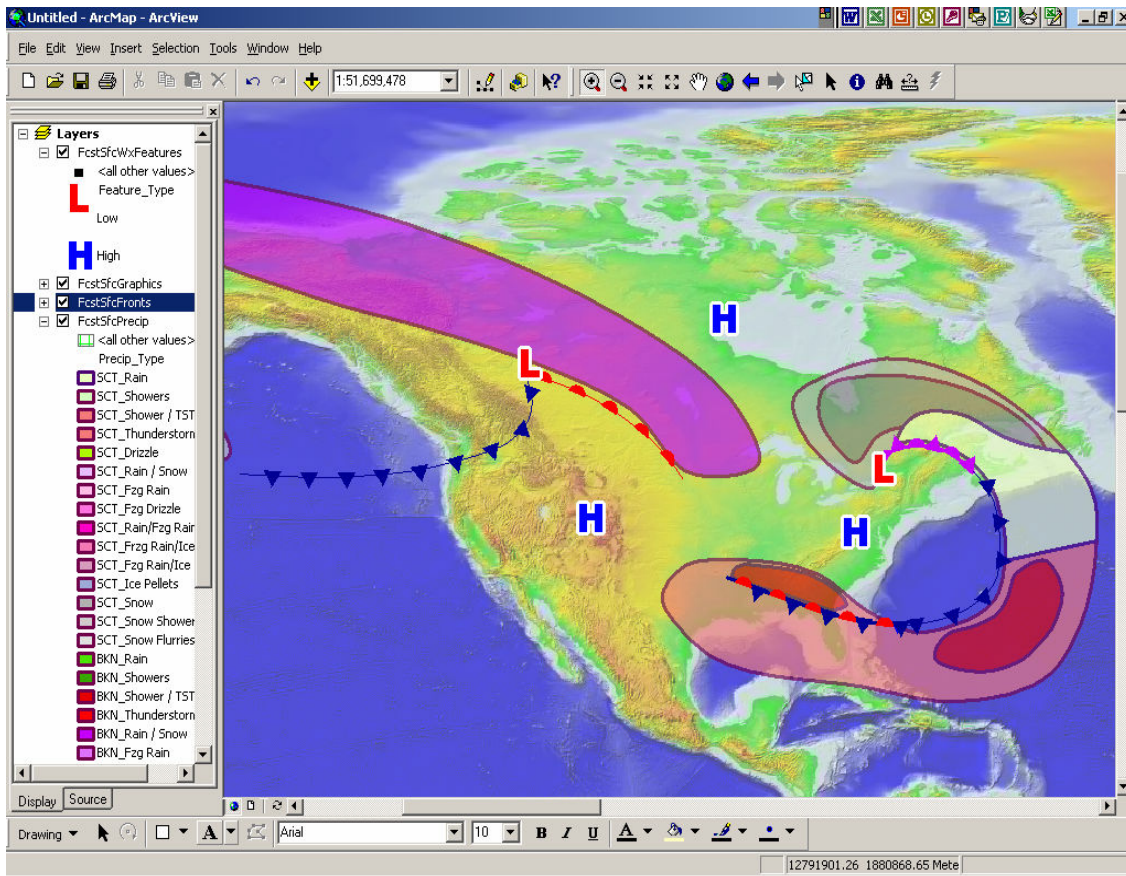 Untitled - ArcMap - ArcView
File Edit View Insert Selection Tools Window Help
1:51,699,478
Layers
FcstSfcWxFeatures
<all other values>
Feature_Type
L
Low
H High
FcstSfcGraphics
FcstSfcFronts
FcstSfcPrecip
<all other values>
Precip_Type
SCT_Rain
SCT_Showers
SCT_Shower / TST
SCT_Thunderstorn
SCT_Drizzle
SCT_Rain / Snow
SCT_Fzg Rain
SCT_Fzg Drizzle
SCT_Rain/Fzg Rair
SCT_Frzg Rain/Ice
SCT_Fzg Rain/Ice
SCT_Ice Pellets
SCT_Snow
SCT_Snow Shower
SCT_Snow Flurries
BKN_Rain
BKN_Showers
BKN_Shower / TST
BKN_Thunderstorn
BKN_Rain / Snow
BKN_Fzg Rain
H
L
L
H
H
Display Source
Drawing A Arial 10 B I U A
12791901.26 1880868.65 Mete